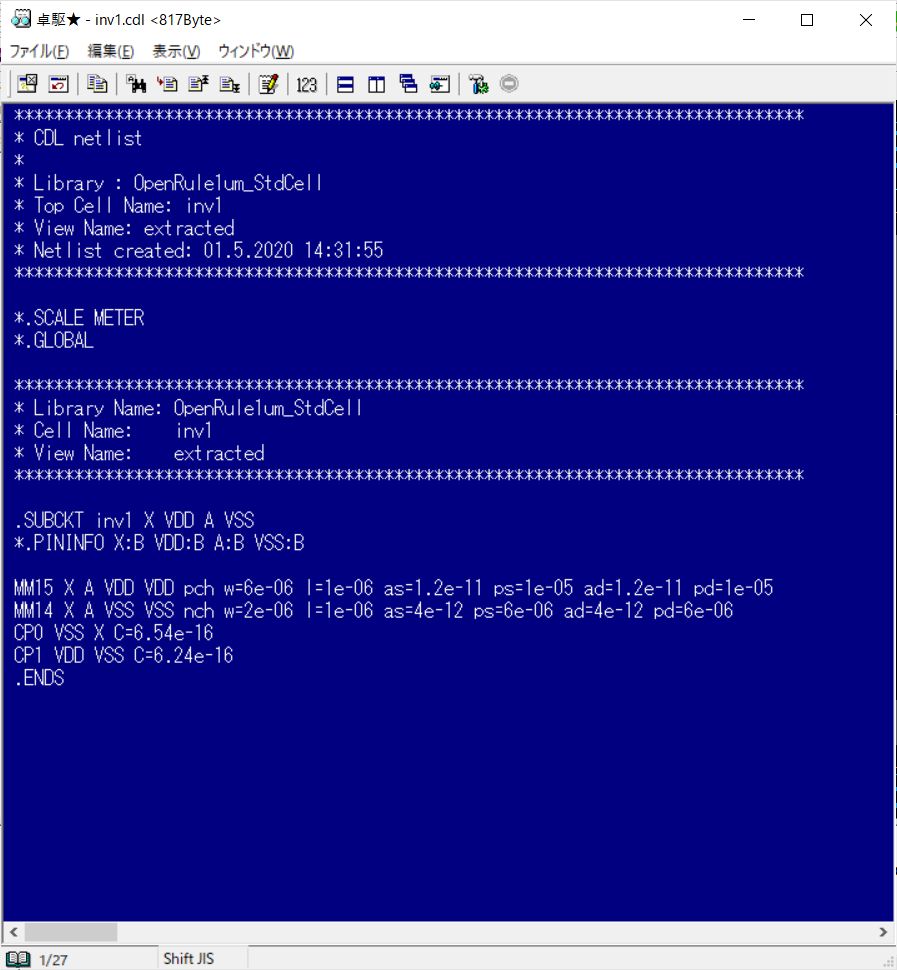 卓駆★ - inv1.cdl <817Byte>
ファイル(F) 編集(E) 表示(V) ウィンドウ(W)
123
*******************************************************************************
* CDL netlist
*
* Library : OpenRule1um_StdCell
* Top Cell Name: inv1
* View Name: extracted
* Netlist created: 01.5.2020 14:31:55
*******************************************************************************
*.SCALE METER
*.GLOBAL
*******************************************************************************
* Library Name: OpenRule1um_StdCell
* Cell Name: inv1
* View Name: extracted
*******************************************************************************
.SUBCKT inv1 X VDD A VSS
*.PININFO X:B VDD:B A:B VSS:B
MM15 X A VDD VDD pch w=6e-06 l=1e-06 as=1.2e-11 ps=1e-05 ad=1.2e-11 pd=1e-05
MM14 X A VSS VSS nch w=2e-06 l=1e-06 as=4e-12 ps=6e-06 ad=4e-12 pd=6e-06
CP0 VSS X C=6.54e-16
CP1 VDD VSS C=6.24e-16
.ENDS
1/27 Shift JIS